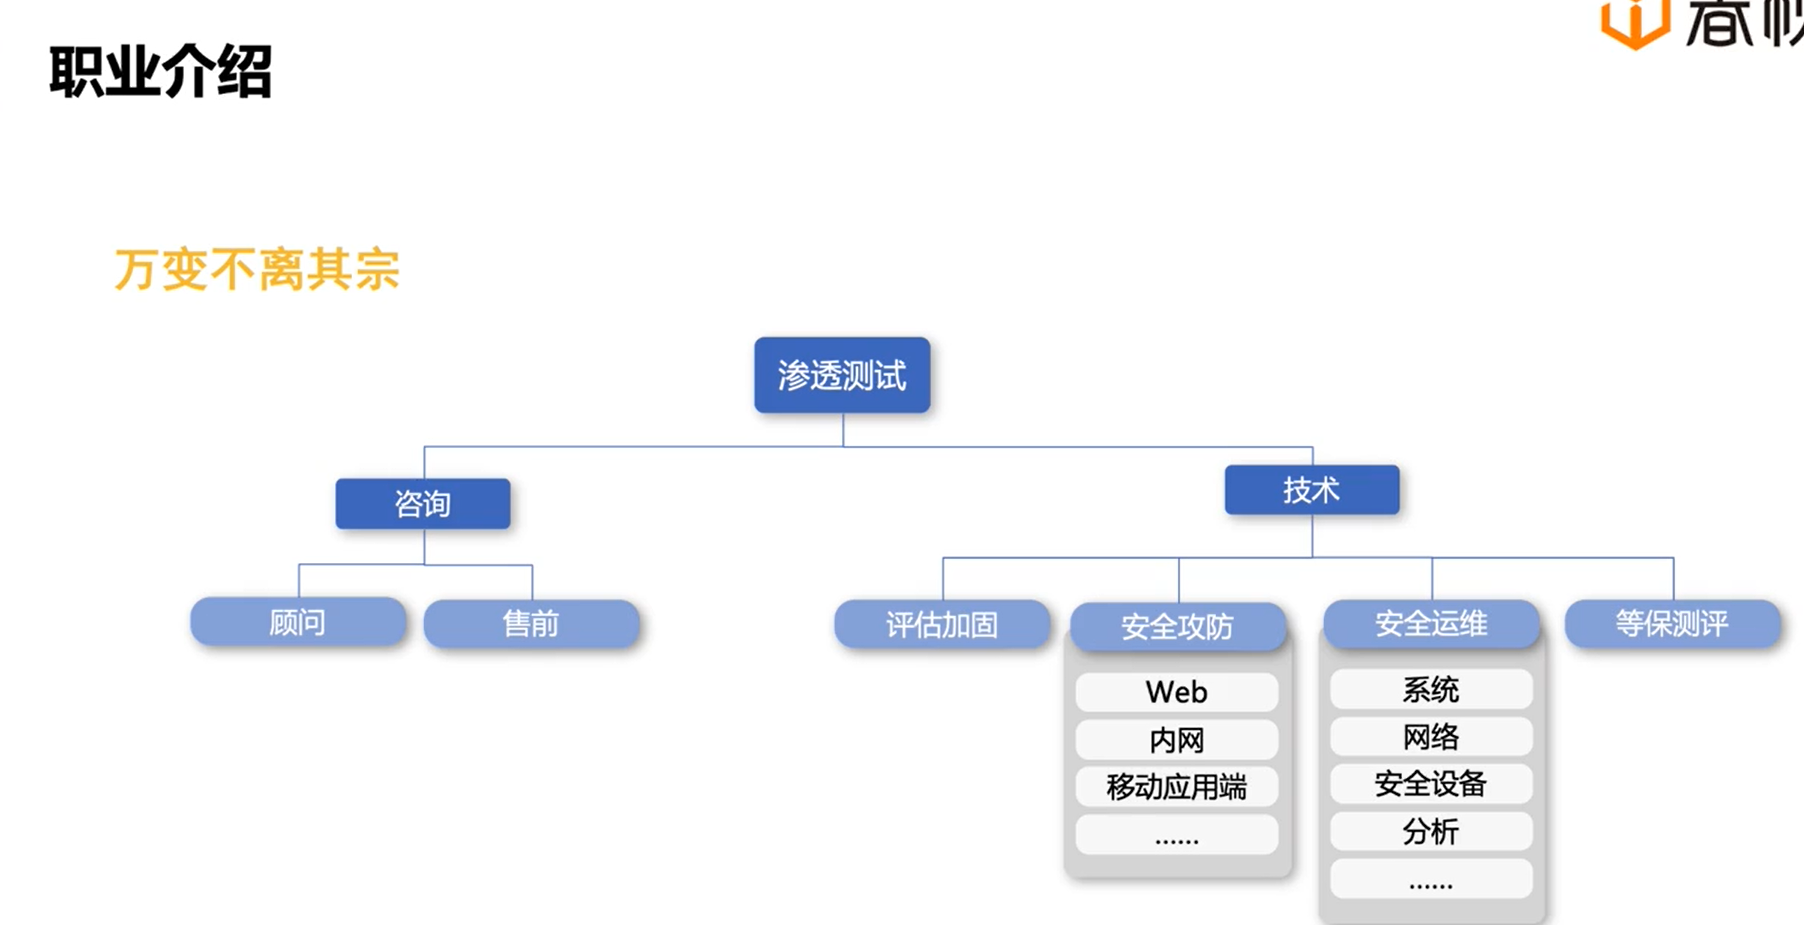 职业介绍
万变不离其宗
渗透测试
咨询
技术
顾问
售前
评估加固
安全攻防
安全运维
等保测评
Web
内网
移动应用端
......
系统
网络
安全设备
分析
......